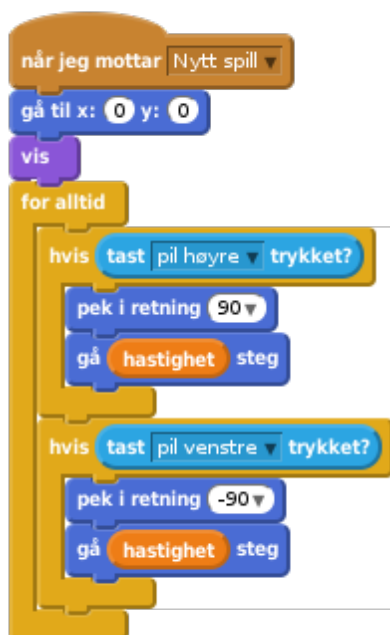 når jeg mottar Nytt spill
gå til x: 0 y: 0
vis
for alltid
hvis tast pil høyre trykket?
pek i retning 90
gå hastighet steg
hvis tast pil venstre trykket?
pek i retning -90
gå hastighet steg